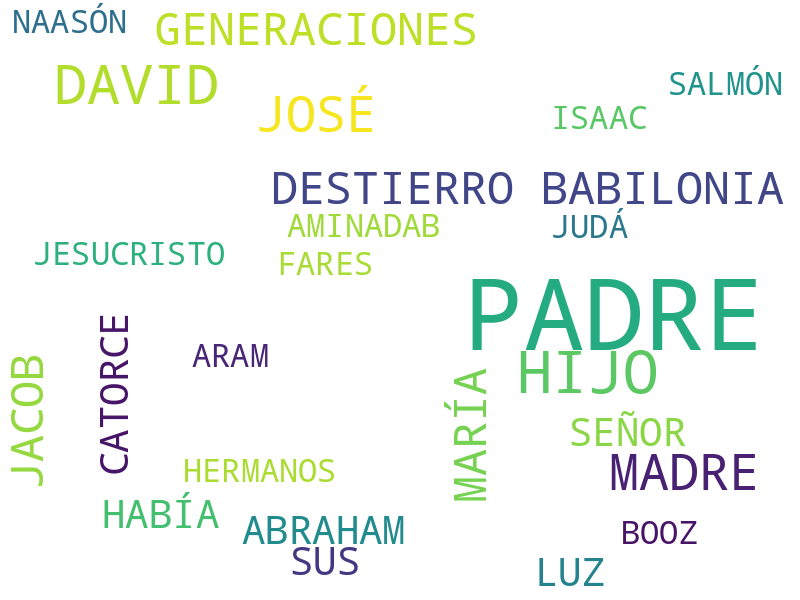 NAASÓN
GENERACIONES
DAVID
SALMÓN
JOSÉ
ISAAC
DESTIERRO BABILONIA
AMINADAB
JUDÁ
JESUCRISTO
FARES
PADRE
ARAM
CATORCE
JACOB
HIJO
MARÍA
SEÑOR
HERMANOS
MADRE
HABÍA
ABRAHAM
BOOZ
SUS
LUZ